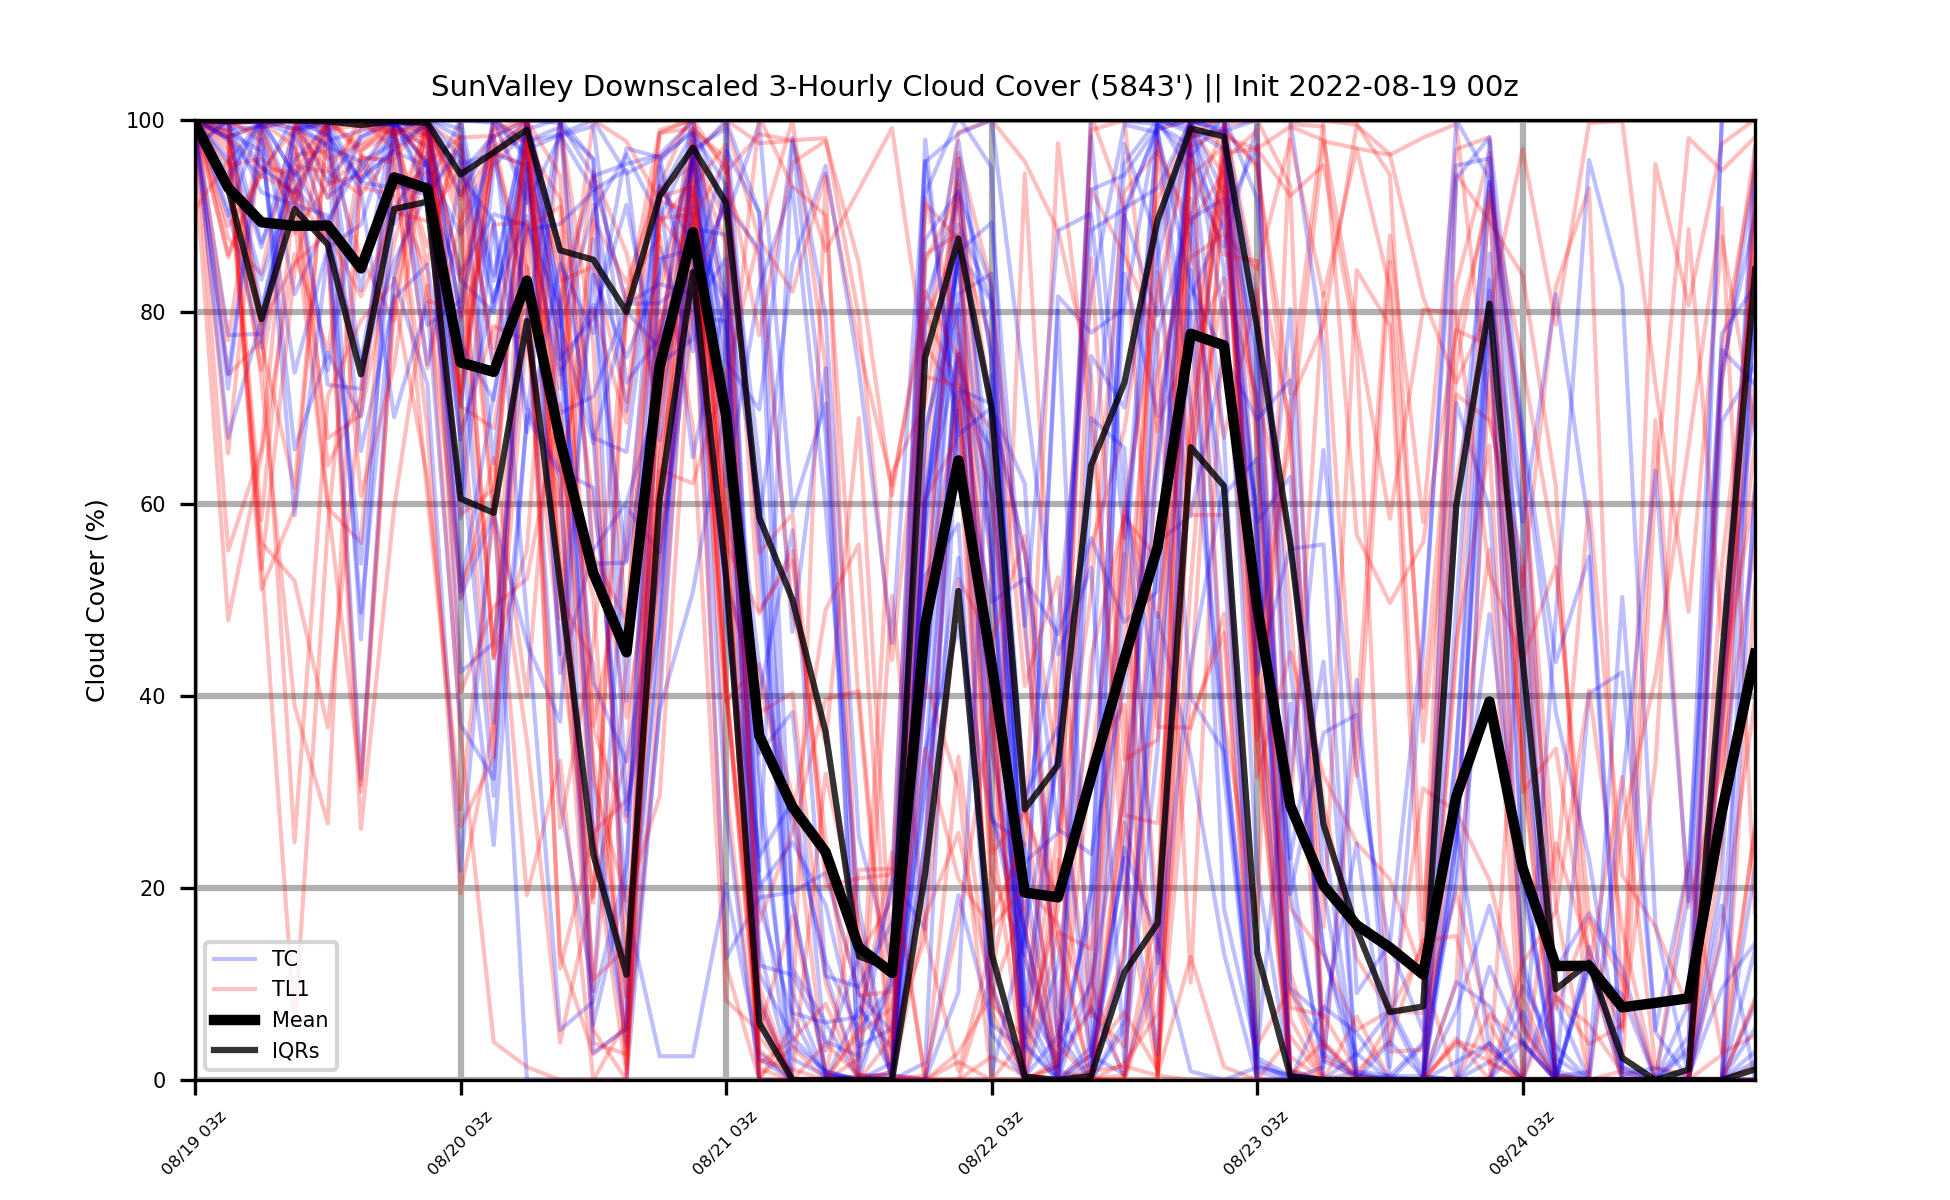 SunValley Downscaled 3-Hourly Cloud Cover (5843') || Init 2022-08-19 00z
Cloud Cover (%)
100
80
60
40
20
0
TC
TL1
Mean
IQRs
08/19 03z
08/20 03z
08/21 03z
08/22 03z
08/23 03z
08/24 03z